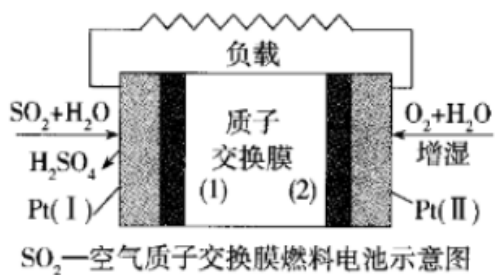 负载
SO₂+H₂O
O₂+H₂O
质子
交换膜
增湿
H₂SO₄
(1)
(2)
Pt(Ⅰ)
Pt(Ⅱ)
SO₂—空气质子交换膜燃料电池示意图